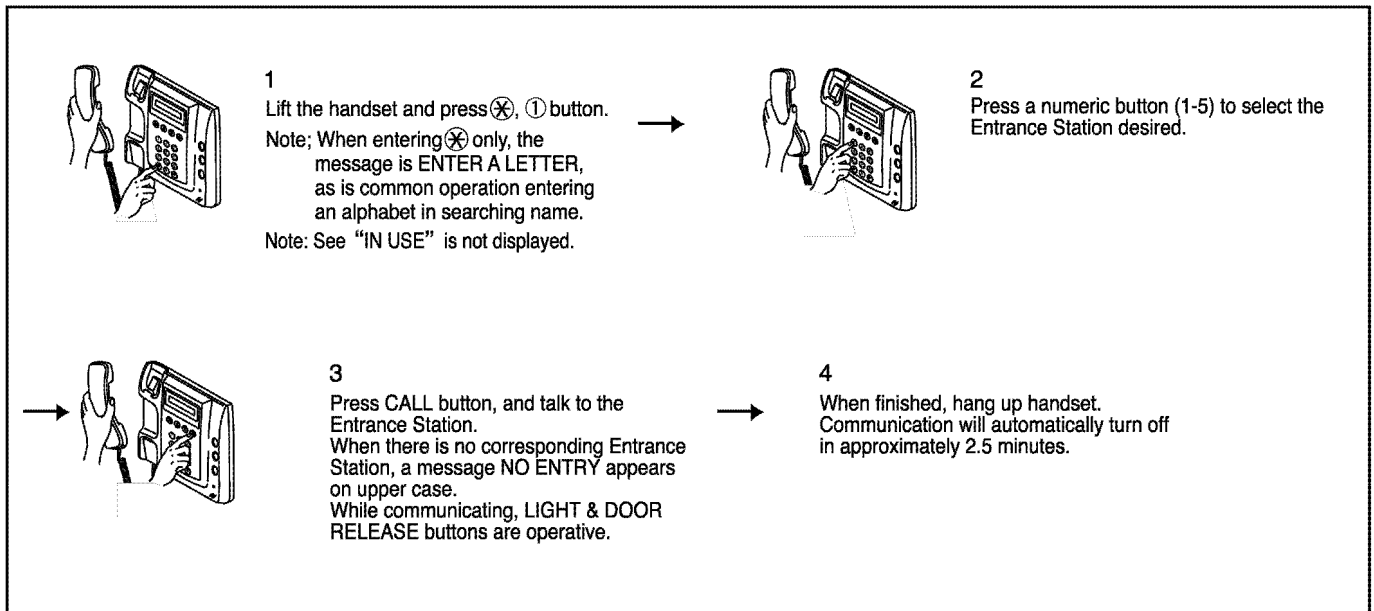 1
Lift the handset and press ✱, ① button.
Note; When entering ✱ only, the
message is ENTER A LETTER,
as is common operation entering
an alphabet in searching name.
Note: See “IN USE” is not displayed.
2
Press a numeric button (1-5) to select the
Entrance Station desired.
3
Press CALL button, and talk to the
Entrance Station.
When there is no corresponding Entrance
Station, a message NO ENTRY appears
on upper case.
While communicating, LIGHT & DOOR
RELEASE buttons are operative.
4
When finished, hang up handset.
Communication will automatically turn off
in approximately 2.5 minutes.